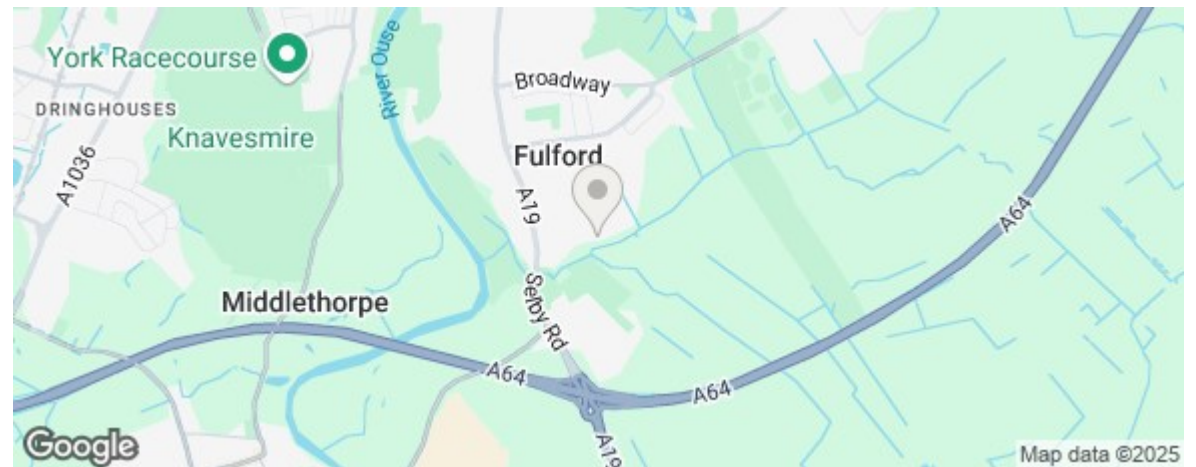 York Racecourse
River Ouse
Broadway
DRINGHOUSES
Knavesmire
Fulford
A1036
A19
A64
Selby Rd
Middlethorpe
A64
A64
A19
Google
Map data ©2025